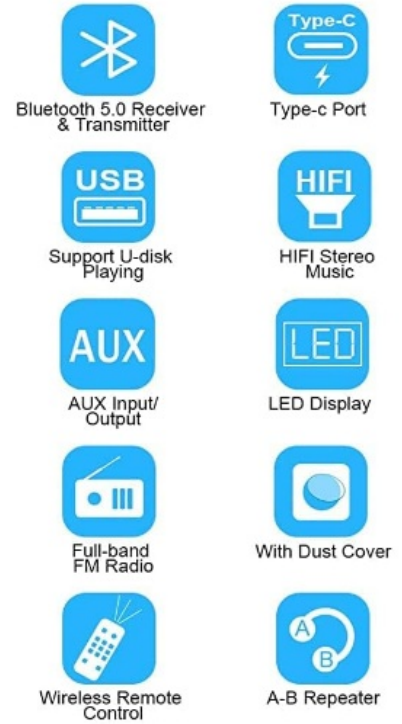 Type-C
Bluetooth 5.0 Receiver
& Transmitter
Type-c Port
USB
HIFI
Support U-disk
Playing
HIFI Stereo
Music
AUX
LED
AUX Input/
Output
LED Display
Full-band
FM Radio
With Dust Cover
A
B
Wireless Remote
Control
A-B Repeater